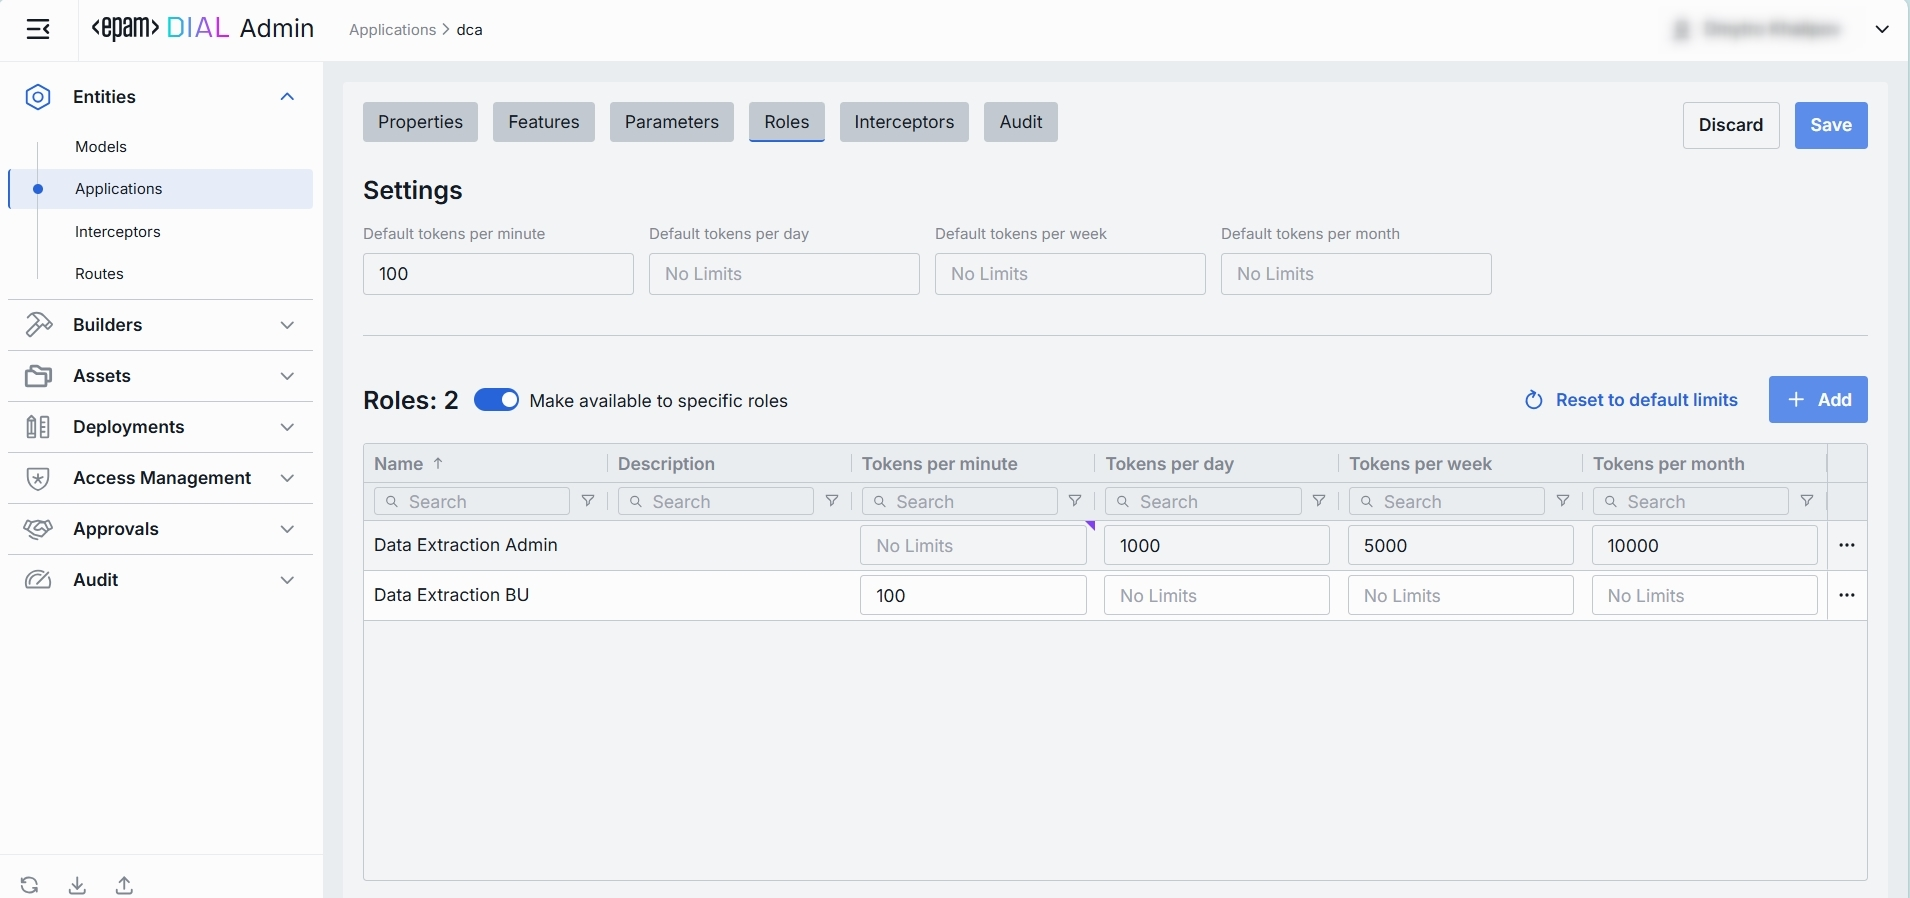 <epam> DIAL Admin
Applications > dca
Entities
Models
Applications
Interceptors
Routes
Builders
Assets
Deployments
Access Management
Approvals
Audit
Properties
Features
Parameters
Roles
Interceptors
Audit
Discard
Save
Settings
Default tokens per minute
Default tokens per day
Default tokens per week
Default tokens per month
100
No Limits
No Limits
No Limits
Roles: 2
Make available to specific roles
Reset to default limits
+ Add
Name ↑
Description
Tokens per minute
Tokens per day
Tokens per week
Tokens per month
Search
Search
Search
Search
Search
Search
Data Extraction Admin
No Limits
1000
5000
10000
Data Extraction BU
100
No Limits
No Limits
No Limits